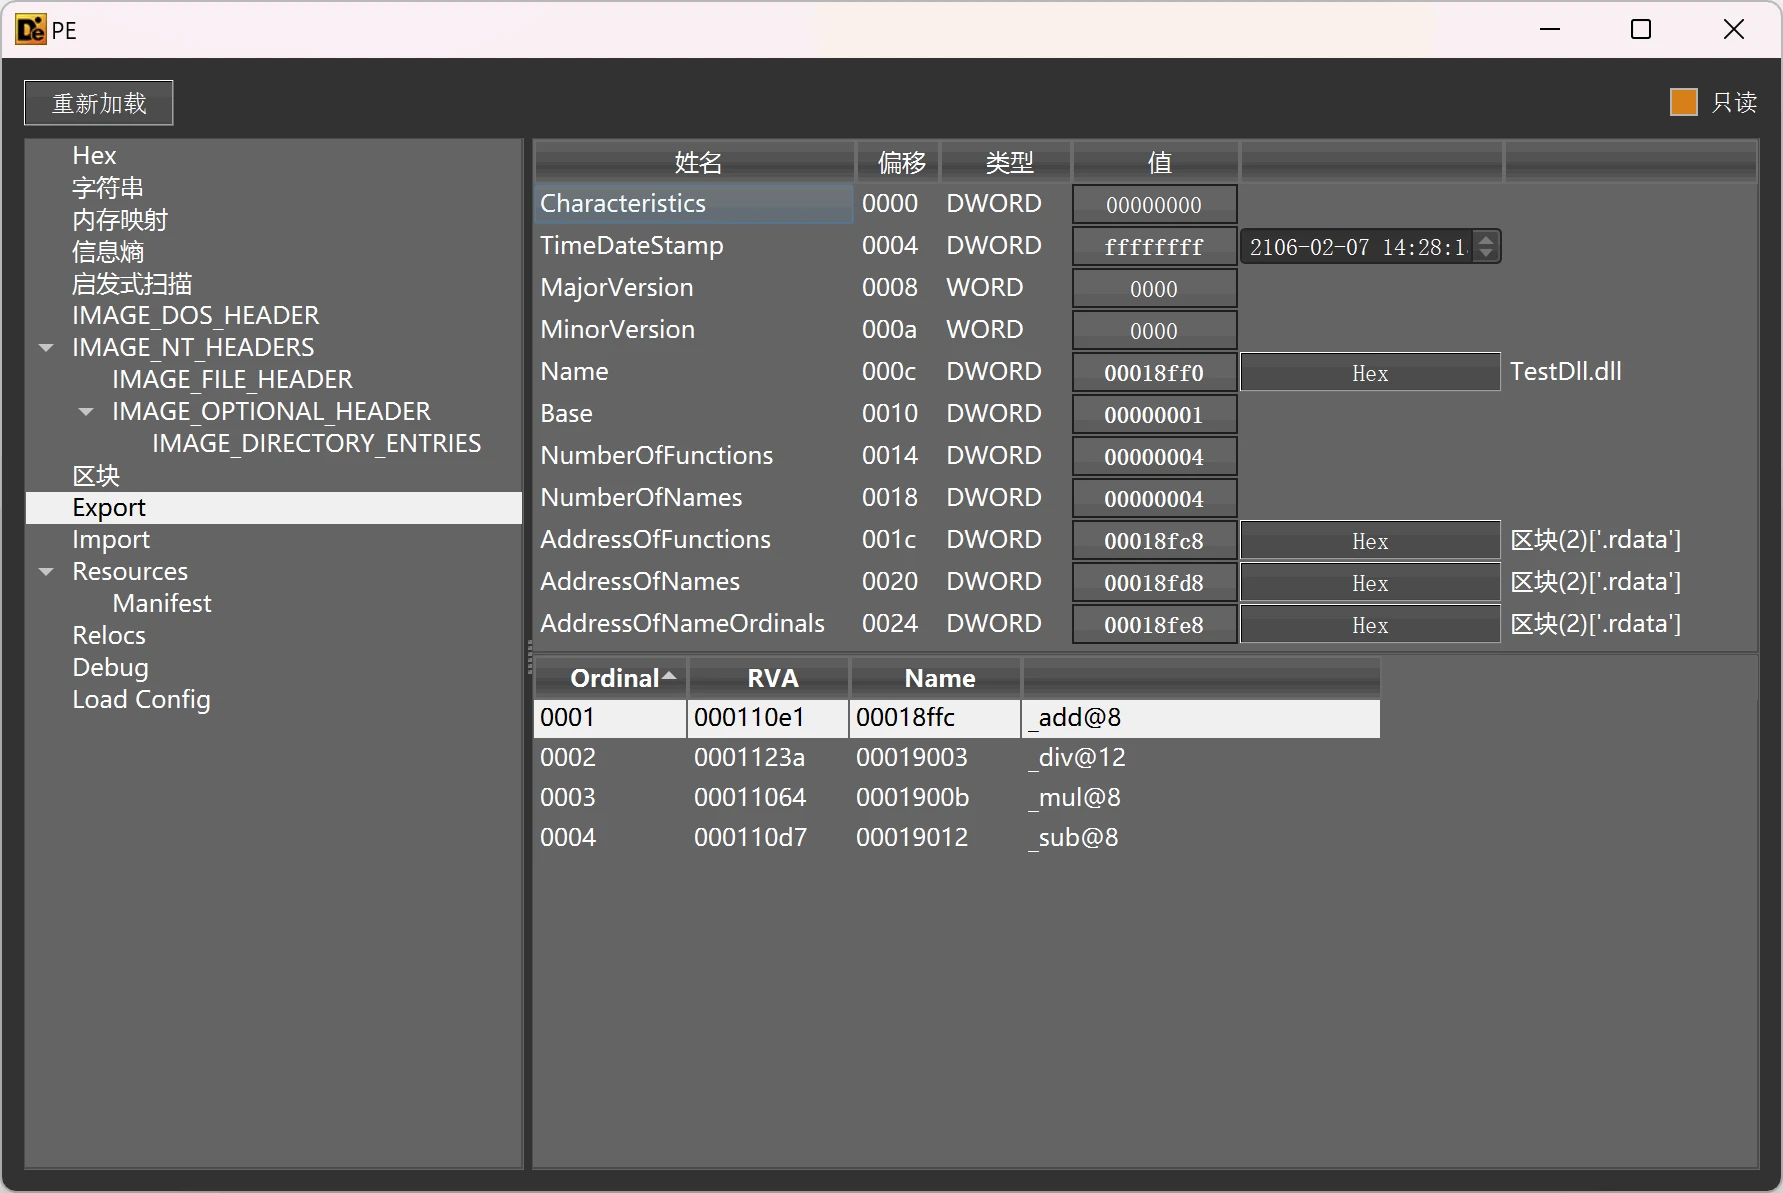 De PE
重新加载
只读
Hex
字符串
内存映射
信息熵
启发式扫描
IMAGE_DOS_HEADER
IMAGE_NT_HEADERS
IMAGE_FILE_HEADER
IMAGE_OPTIONAL_HEADER
IMAGE_DIRECTORY_ENTRIES
区块
Export
Import
Resources
Manifest
Relocs
Debug
Load Config
姓名 偏移 类型 值
Characteristics 0000 DWORD 00000000
TimeDateStamp 0004 DWORD ffffffff 2106-02-07 14:28:1
MajorVersion 0008 WORD 0000
MinorVersion 000a WORD 0000
Name 000c DWORD 00018ff0 Hex TestDll.dll
Base 0010 DWORD 00000001
NumberOfFunctions 0014 DWORD 00000004
NumberOfNames 0018 DWORD 00000004
AddressOfFunctions 001c DWORD 00018fc8 Hex 区块(2)['.rdata']
AddressOfNames 0020 DWORD 00018fd8 Hex 区块(2)['.rdata']
AddressOfNameOrdinals 0024 DWORD 00018fe8 Hex 区块(2)['.rdata']
Ordinal RVA Name
0001 000110e1 00018ffc _add@8
0002 0001123a 00019003 _div@12
0003 00011064 0001900b _mul@8
0004 000110d7 00019012 _sub@8